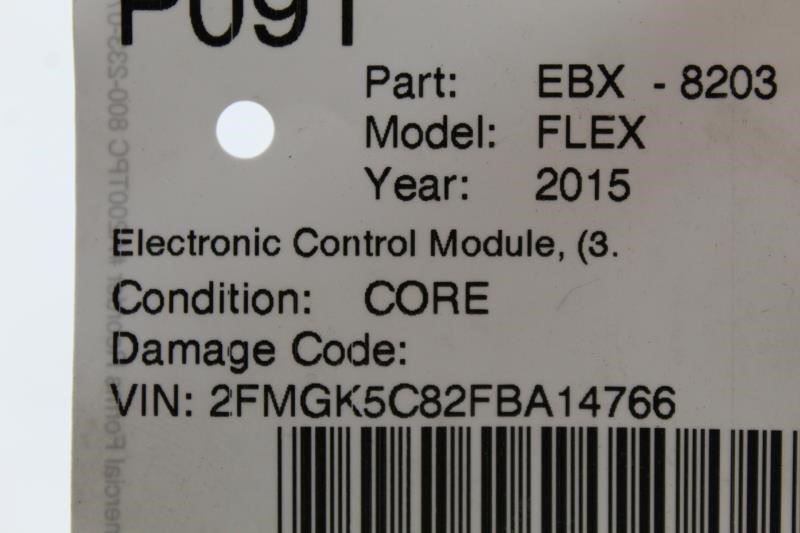 P091
Part: EBX - 8203
Model: FLEX
Year: 2015
Electronic Control Module, (3.
Condition: CORE
Damage Code:
VIN: 2FMGK5C82FBA14766